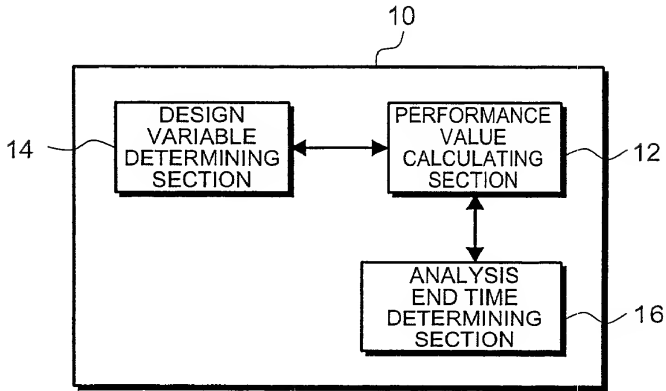 10
DESIGN
VARIABLE
DETERMINING
SECTION
14
PERFORMANCE
VALUE
CALCULATING
SECTION
12
ANALYSIS
END TIME
DETERMINING
SECTION
16